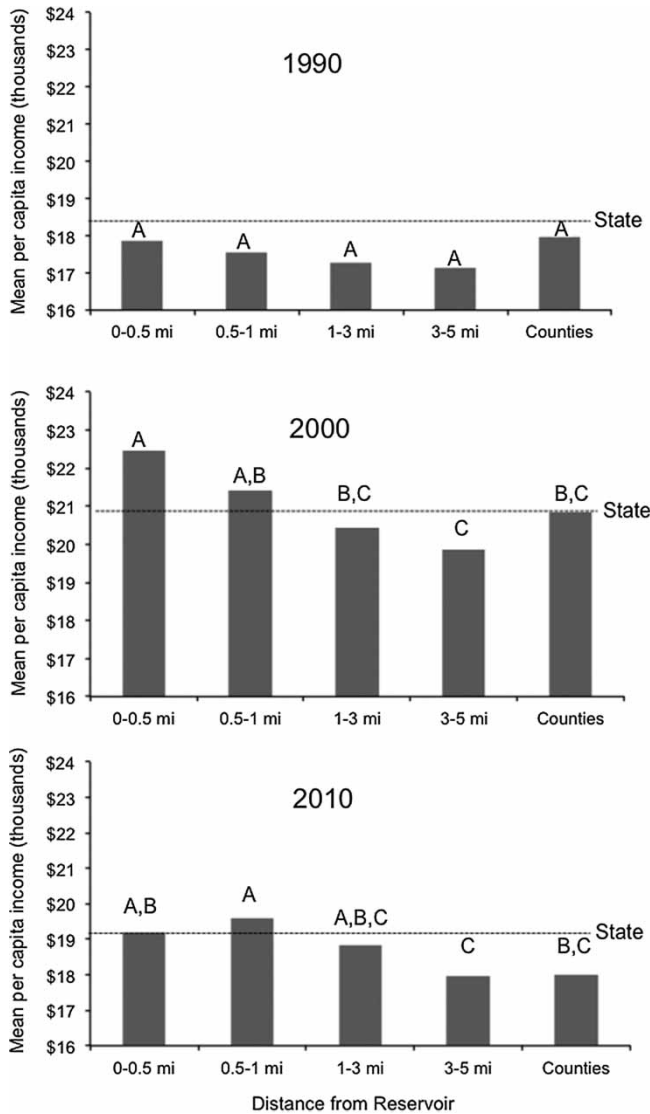 Mean per capita income (thousands)
1990
$24
$23
$22
$21
$20
$19
$18
$17
$16
State
A
A
A
A
A
0-0.5 mi
0.5-1 mi
1-3 mi
3-5 mi
Counties
Mean per capita income (thousands)
2000
$24
$23
$22
$21
$20
$19
$18
$17
$16
State
A
A,B
B,C
C
B,C
0-0.5 mi
0.5-1 mi
1-3 mi
3-5 mi
Counties
Mean per capita income (thousands)
2010
$24
$23
$22
$21
$20
$19
$18
$17
$16
State
A,B
A
A,B,C
C
B,C
0-0.5 mi
0.5-1 mi
1-3 mi
3-5 mi
Counties
Distance from Reservoir